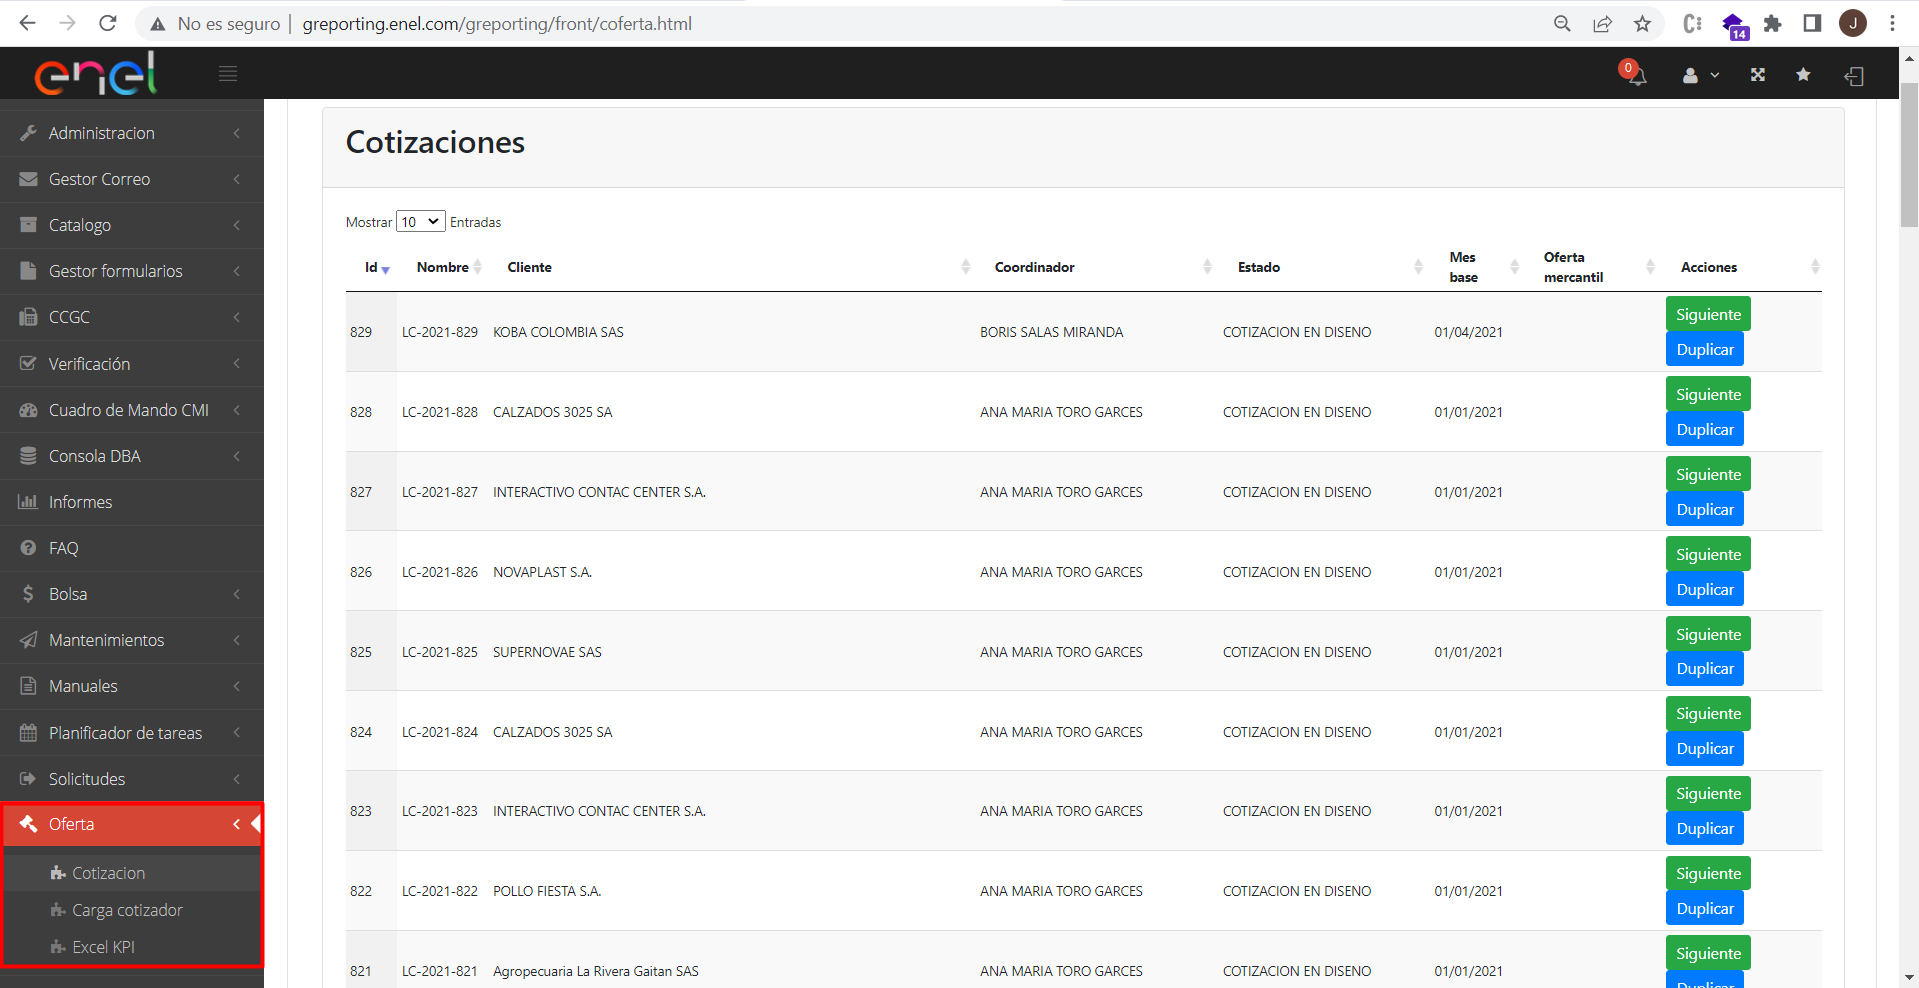 No es seguro | greporting.enel.com/greporting/front/coferta.html
14
J
enel
0
Administracion
Gestor Correo
Catalogo
Gestor formularios
CCGC
Verificación
Cuadro de Mando CMI
Consola DBA
Informes
FAQ
Bolsa
Mantenimientos
Manuales
Planificador de tareas
Solicitudes
Oferta
Cotizacion
Carga cotizador
Excel KPI
Cotizaciones
Mostrar 10 Entradas
Id Nombre Cliente Coordinador Estado Mes base Oferta mercantil Acciones
829 LC-2021-829 KOBA COLOMBIA SAS BORIS SALAS MIRANDA COTIZACION EN DISENO 01/04/2021 Siguiente
Duplicar
828 LC-2021-828 CALZADOS 3025 SA ANA MARIA TORO GARCES COTIZACION EN DISENO 01/01/2021 Siguiente
Duplicar
827 LC-2021-827 INTERACTIVO CONTAC CENTER S.A. ANA MARIA TORO GARCES COTIZACION EN DISENO 01/01/2021 Siguiente
Duplicar
826 LC-2021-826 NOVAPLAST S.A. ANA MARIA TORO GARCES COTIZACION EN DISENO 01/01/2021 Siguiente
Duplicar
825 LC-2021-825 SUPERNOVAE SAS ANA MARIA TORO GARCES COTIZACION EN DISENO 01/01/2021 Siguiente
Duplicar
824 LC-2021-824 CALZADOS 3025 SA ANA MARIA TORO GARCES COTIZACION EN DISENO 01/01/2021 Siguiente
Duplicar
823 LC-2021-823 INTERACTIVO CONTAC CENTER S.A. ANA MARIA TORO GARCES COTIZACION EN DISENO 01/01/2021 Siguiente
Duplicar
822 LC-2021-822 POLLO FIESTA S.A. ANA MARIA TORO GARCES COTIZACION EN DISENO 01/01/2021 Siguiente
Duplicar
821 LC-2021-821 Agropecuaria La Rivera Gaitan SAS ANA MARIA TORO GARCES COTIZACION EN DISENO 01/01/2021 Siguiente
Duplicar